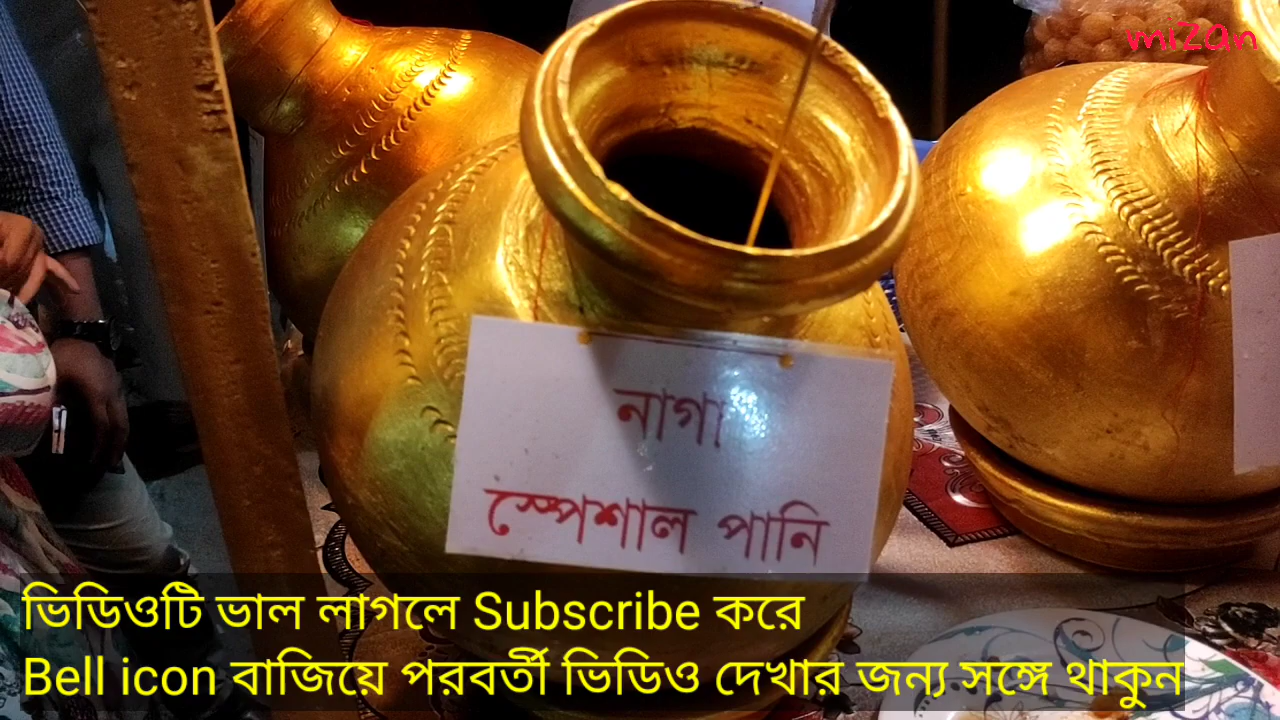 mizan
নাগা
স্পেশাল পানি
ভিডিওটি ভাল লাগলে Subscribe করে
Bell icon বাজিয়ে পরবর্তী ভিডিও দেখার জন্য সঙ্গে থাকুন